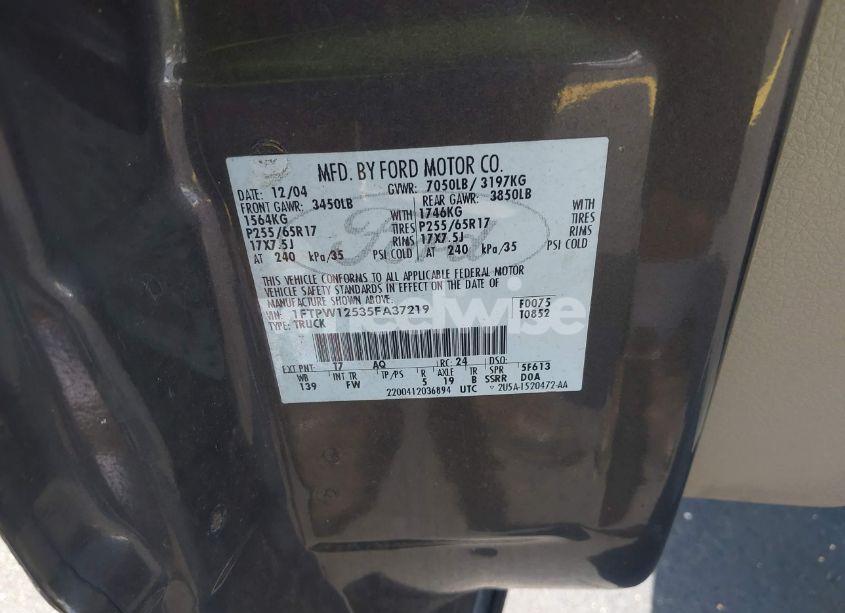 MFD. BY FORD MOTOR CO.
DATE: 12/04 GVWR: 7050LB/ 3197KG
FRONT GAWR: 3450LB REAR GAWR: 3850LB
1564KG WITH 1746KG WITH
P255/65R17 TIRES P255/65R17 TIRES
17X7.5J RIMS 17X7.5J RIMS
AT 240 kPa/35 PSI COLD AT 240 kPa/35 PSI COLD
Ford
THIS VEHICLE CONFORMS TO ALL APPLICABLE FEDERAL MOTOR
VEHICLE SAFETY STANDARDS IN EFFECT ON THE DATE OF
MANUFACTURE SHOWN ABOVE.
VIN: 1FTPW12535FA37219 F0075
TYPE: TRUCK T0852
EXT PNT: 17 AQ RC: 24 DSO:
WB INT TR TP/PS R AXLE TR SPR 5F613
139 FW 5 19 B SSRR D0A
2200412036894 UTC 2U5A-1520472-AA